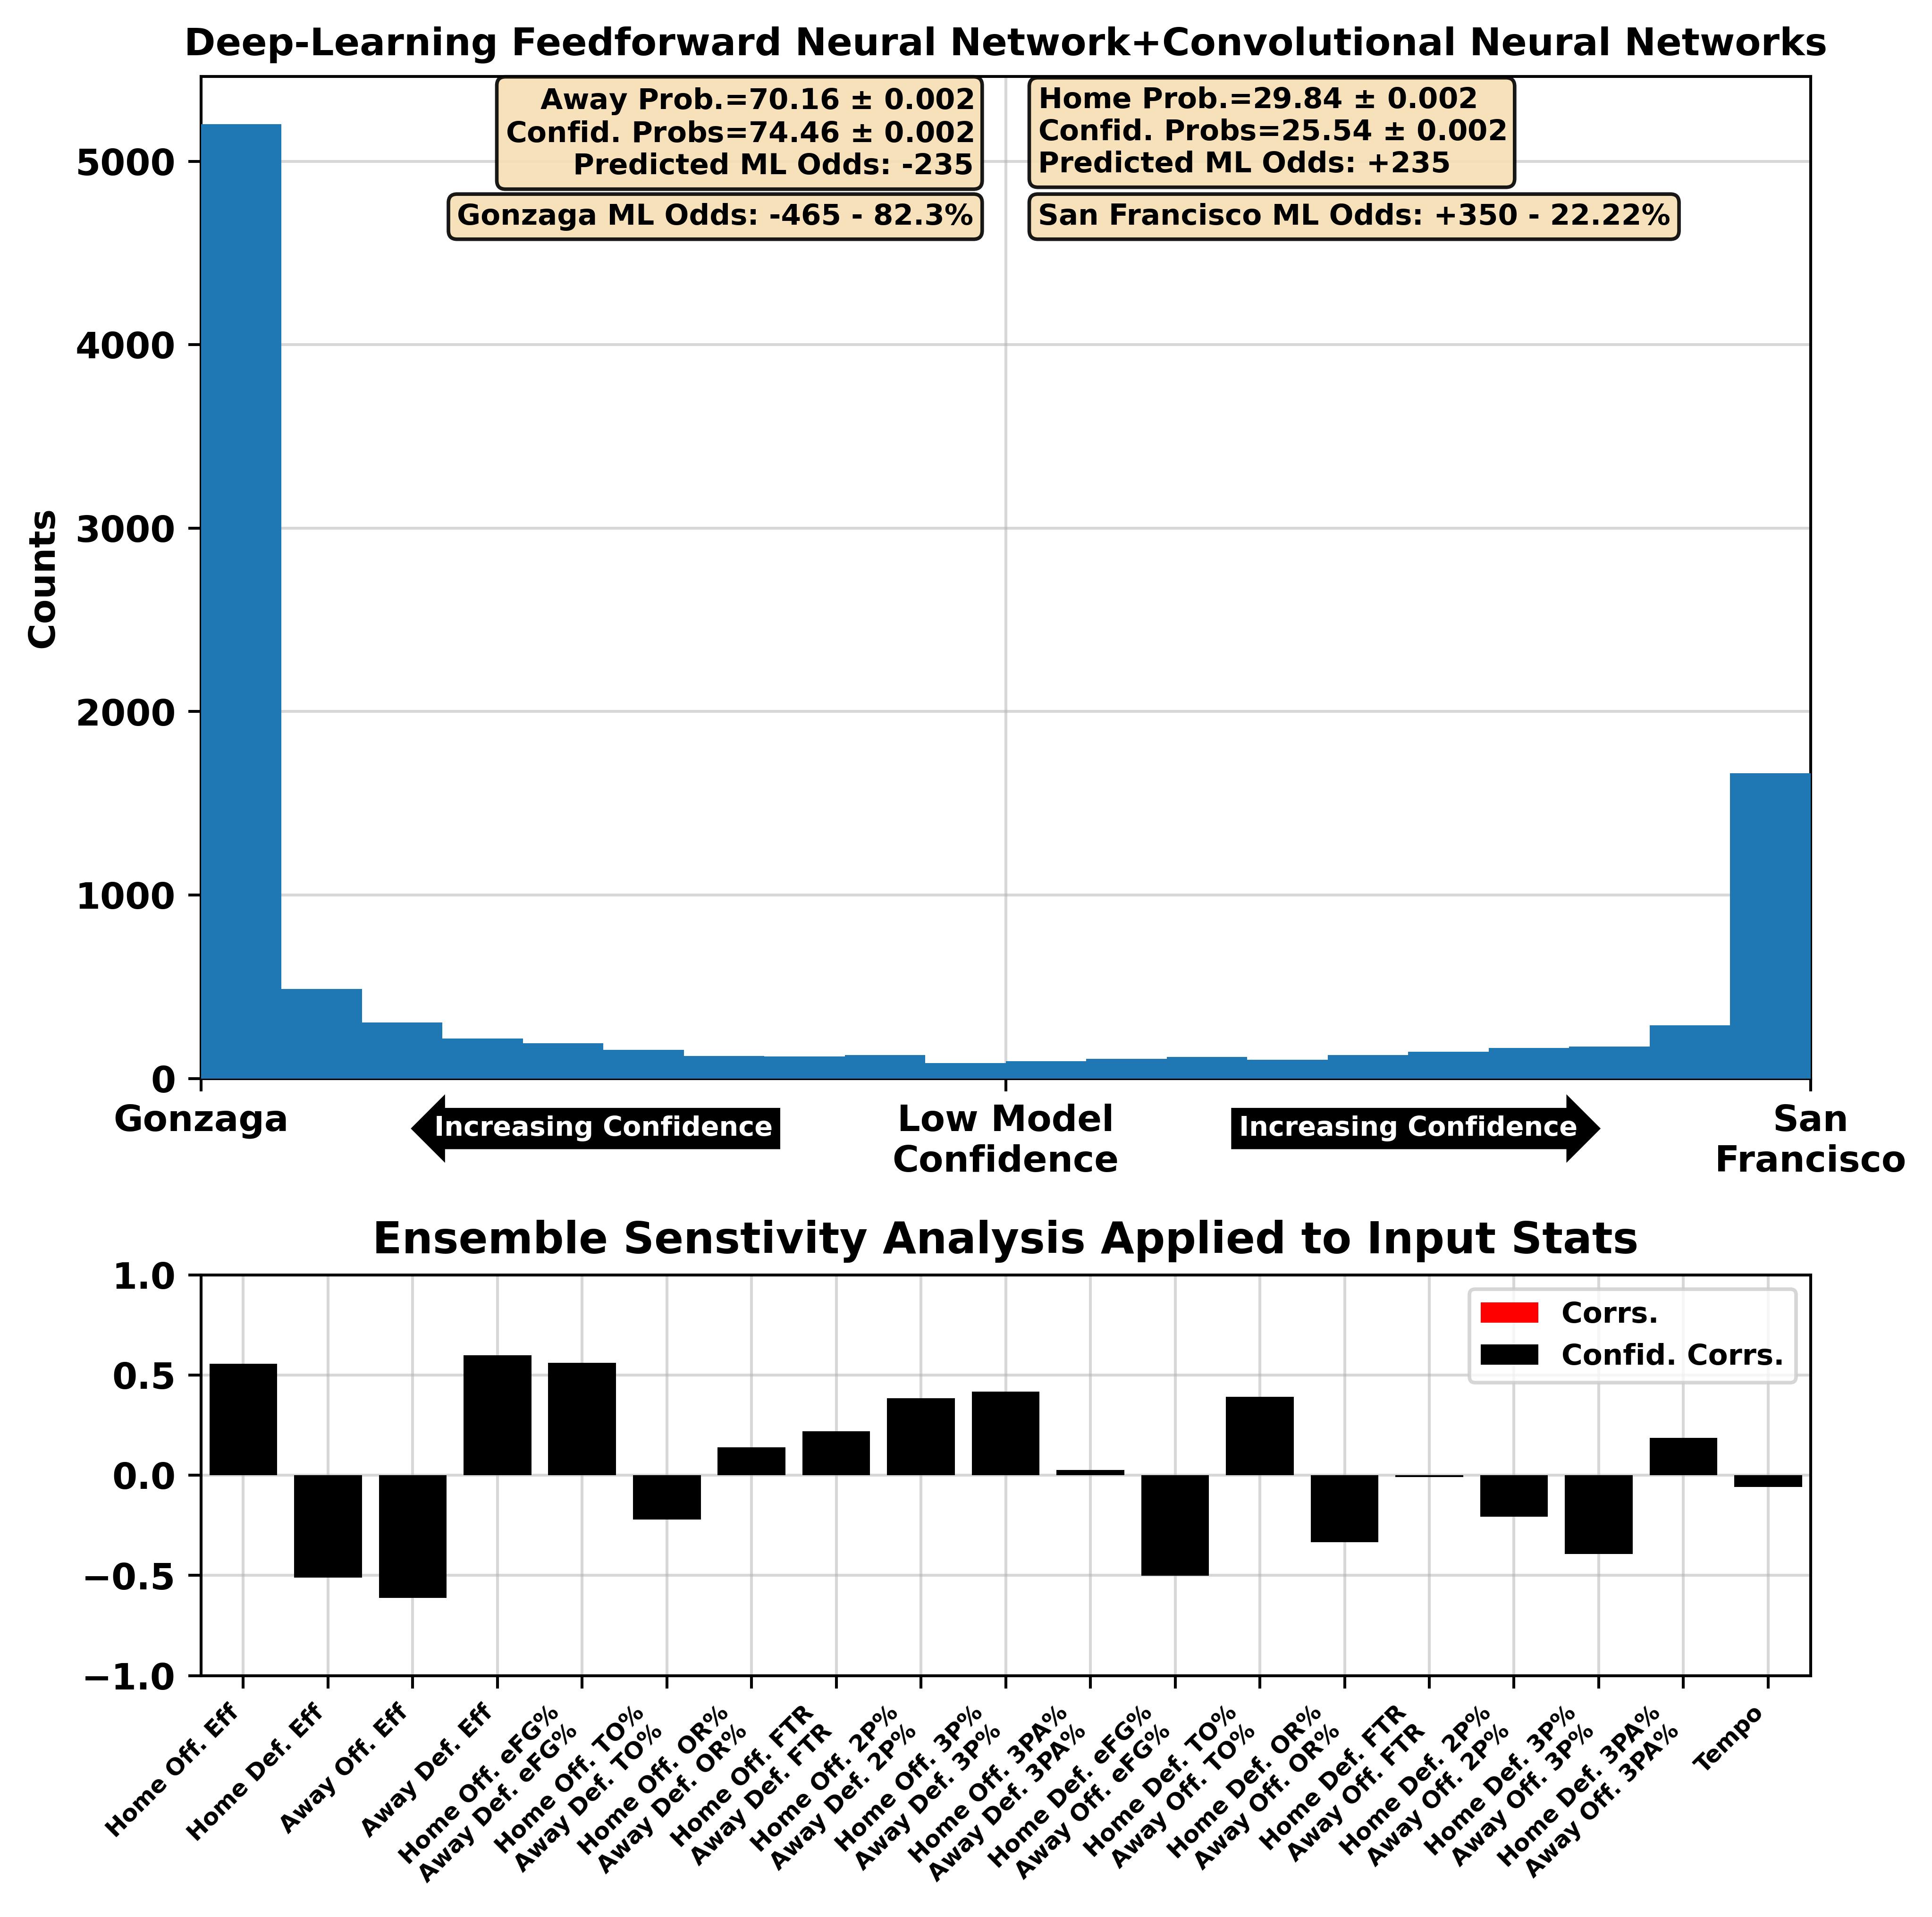 Deep-Learning Feedforward Neural Network+Convolutional Neural Networks
Away Prob.=70.16 ± 0.002
Confid. Probs=74.46 ± 0.002
Predicted ML Odds: -235
Home Prob.=29.84 ± 0.002
Confid. Probs=25.54 ± 0.002
Predicted ML Odds: +235
Gonzaga ML Odds: -465 - 82.3%
San Francisco ML Odds: +350 - 22.22%
Counts
5000
4000
3000
2000
1000
0
Gonzaga
Increasing Confidence
Low Model
Confidence
Increasing Confidence
San
Francisco
Ensemble Senstivity Analysis Applied to Input Stats
1.0
0.5
0.0
−0.5
−1.0
Corrs.
Confid. Corrs.
Home Off. Eff
Home Def. Eff
Away Off. Eff
Away Def. Eff
Home Off. eFG%
Away Def. eFG%
Home Off. TO%
Away Def. TO%
Home Off. OR%
Away Def. OR%
Home Off. FTR
Away Def. FTR
Home Off. 2P%
Away Def. 2P%
Home Off. 3P%
Away Def. 3P%
Home Off. 3PA%
Away Def. 3PA%
Home Def. eFG%
Away Off. eFG%
Home Def. TO%
Away Off. TO%
Home Def. OR%
Away Off. OR%
Home Def. FTR
Away Off. FTR
Home Def. 2P%
Away Off. 2P%
Home Def. 3P%
Away Off. 3P%
Home Def. 3PA%
Away Off. 3PA%
Tempo